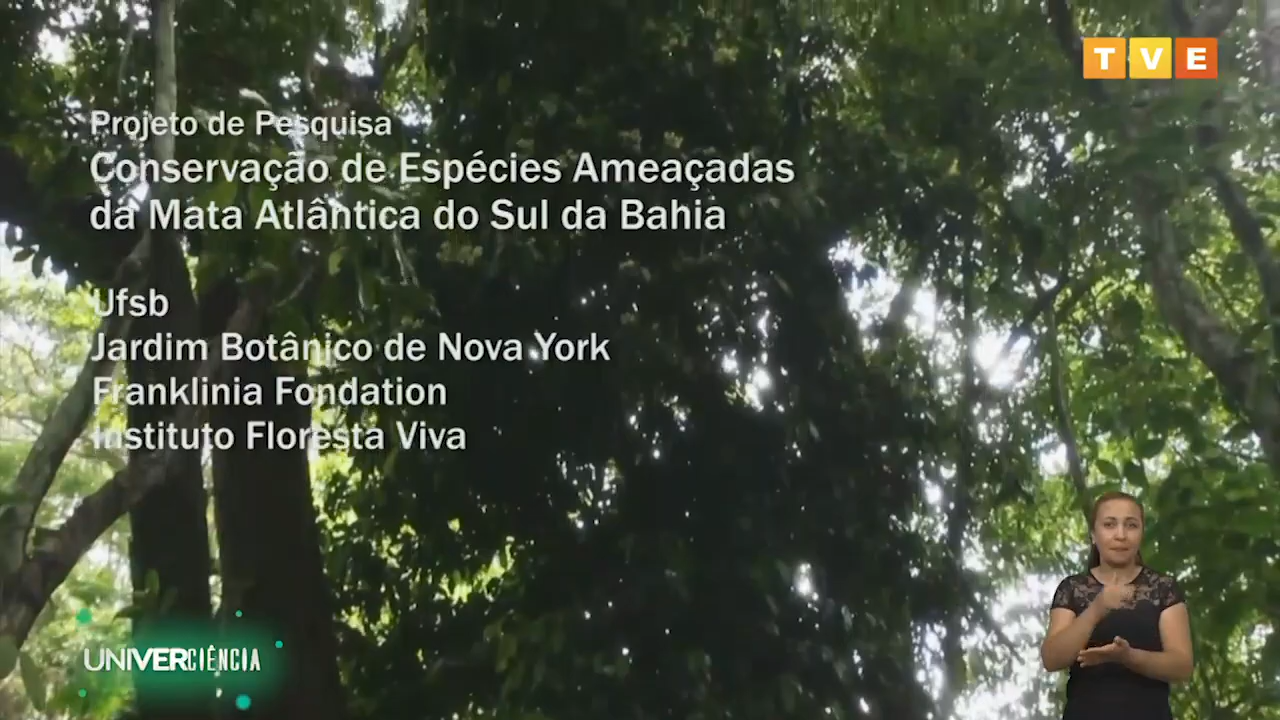 TVE
Projeto de Pesquisa
Conservação de Espécies Ameaçadas
da Mata Atlântica do Sul da Bahia
Ufsb
Jardim Botânico de Nova York
Franklinia Fondation
Instituto Floresta Viva
UNIVERCIÊNCIA